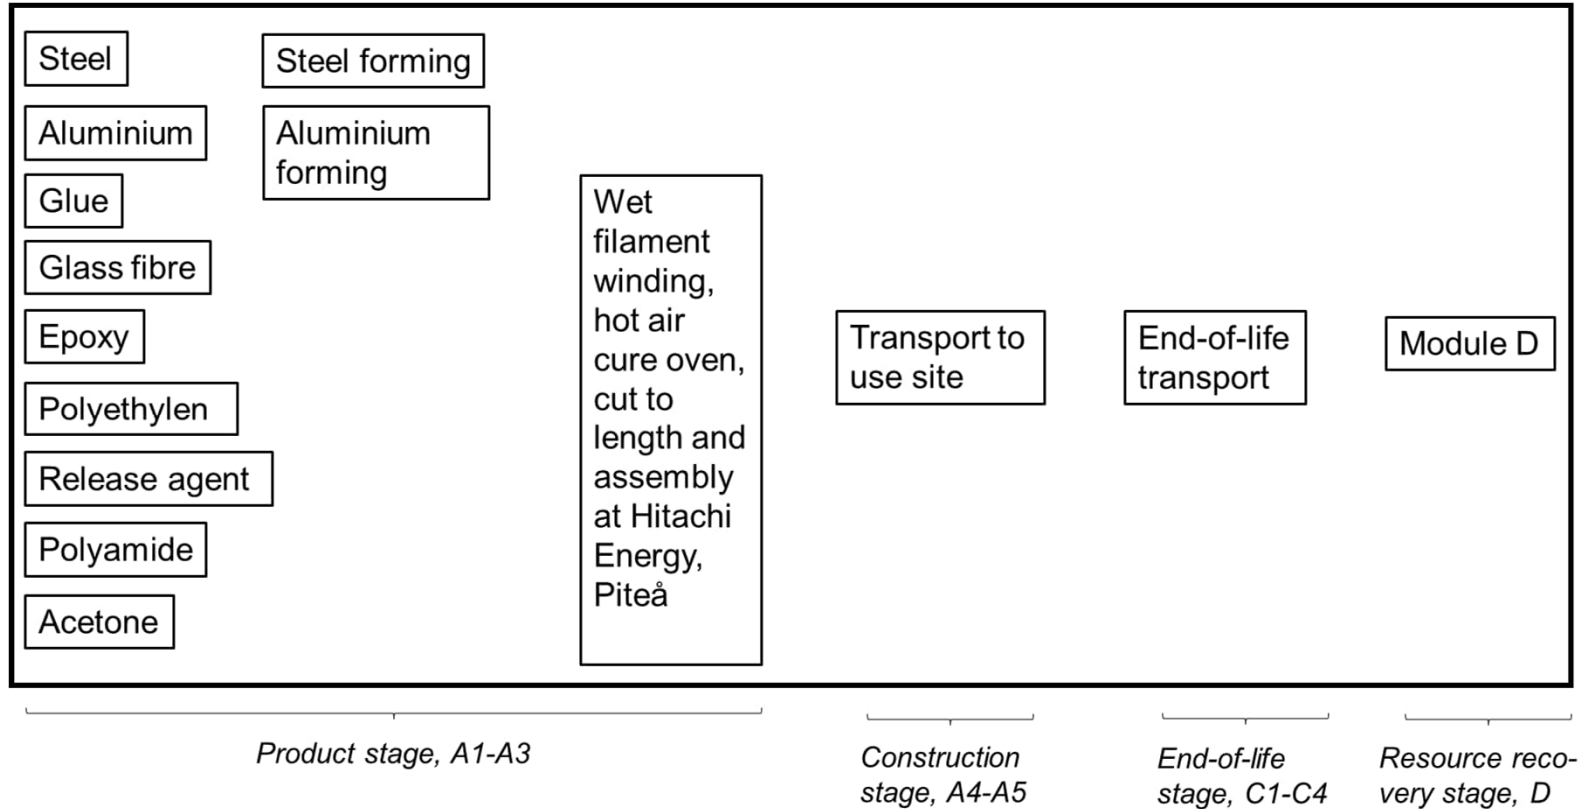 Steel
Steel forming
Aluminium
Aluminium
forming
Glue
Glass fibre
Epoxy
Polyethylen
Release agent
Polyamide
Acetone
Wet
filament
winding,
hot air
cure oven,
cut to
length and
assembly
at Hitachi
Energy,
Piteå
Transport to
use site
End-of-life
transport
Module D
Product stage, A1-A3
Construction
stage, A4-A5
End-of-life
stage, C1-C4
Resource reco-
very stage, D